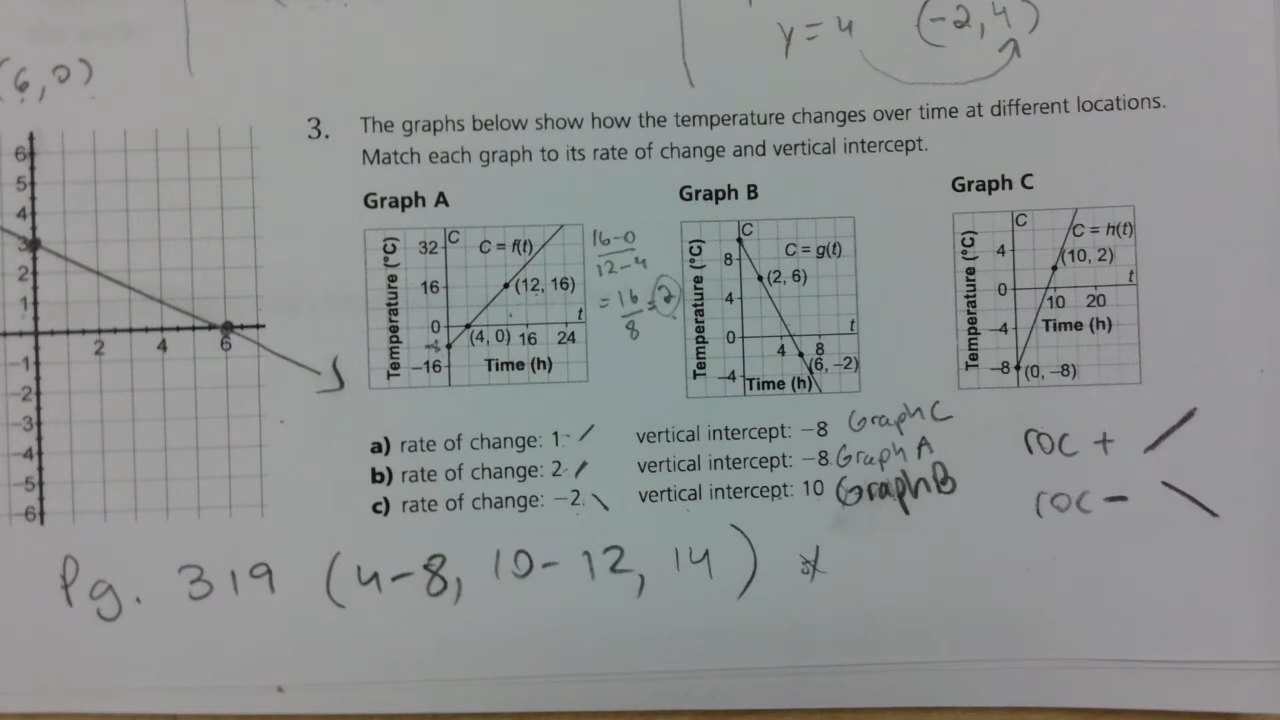 y = 4 (-2, 4)
(6, 0)
3. The graphs below show how the temperature changes over time at different locations.
Match each graph to its rate of change and vertical intercept.
Graph A
Temperature (°C)
C
32
C = f(t)
16
(12, 16)
0
t
(4, 0) 16 24
-8
−16
Time (h)
16-0
12-4
= 16 = 2
8
Graph B
Temperature (°C)
C
C = g(t)
8
(2, 6)
4
0
t
4 8
(6, −2)
−4
Time (h)
Graph C
Temperature (°C)
C
C = h(t)
4
(10, 2)
t
0
10 20
−4
Time (h)
−8
(0, −8)
a) rate of change: 1 vertical intercept: −8 Graph C
b) rate of change: 2 vertical intercept: −8 Graph A
c) rate of change: −2 vertical intercept: 10 Graph B
roc +
roc -
6
5
4
3
2
1
2 4 6
−1
−2
−3
−4
−5
−6
Pg. 319 (4-8, 10-12, 14) *